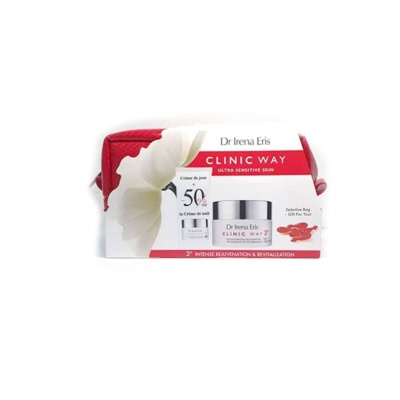 Dr Irena Eris
CLINIC WAY
ULTRA SENSITIVE SKIN
Crème de jour
+
50%
la Crème de nuit
Dr Irena Eris
CLINIC WAY 3°
Selective Bag
- Gift For You!
3° INTENSE REJUVENATION & REVITALIZATION